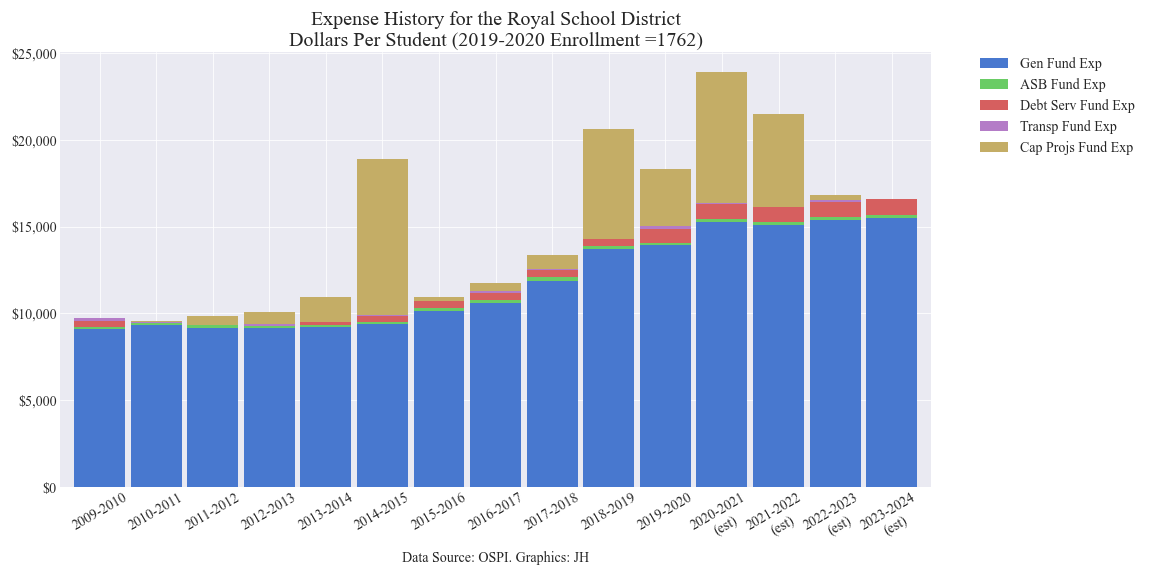 Expense History for the Royal School District
Dollars Per Student (2019-2020 Enrollment =1762)
$25,000
$20,000
$15,000
$10,000
$5,000
$0
Gen Fund Exp
ASB Fund Exp
Debt Serv Fund Exp
Transp Fund Exp
Cap Projs Fund Exp
2009-2010
2010-2011
2011-2012
2012-2013
2013-2014
2014-2015
2015-2016
2016-2017
2017-2018
2018-2019
2019-2020
2020-2021
(est)
2021-2022
(est)
2022-2023
(est)
2023-2024
(est)
Data Source: OSPI. Graphics: JH